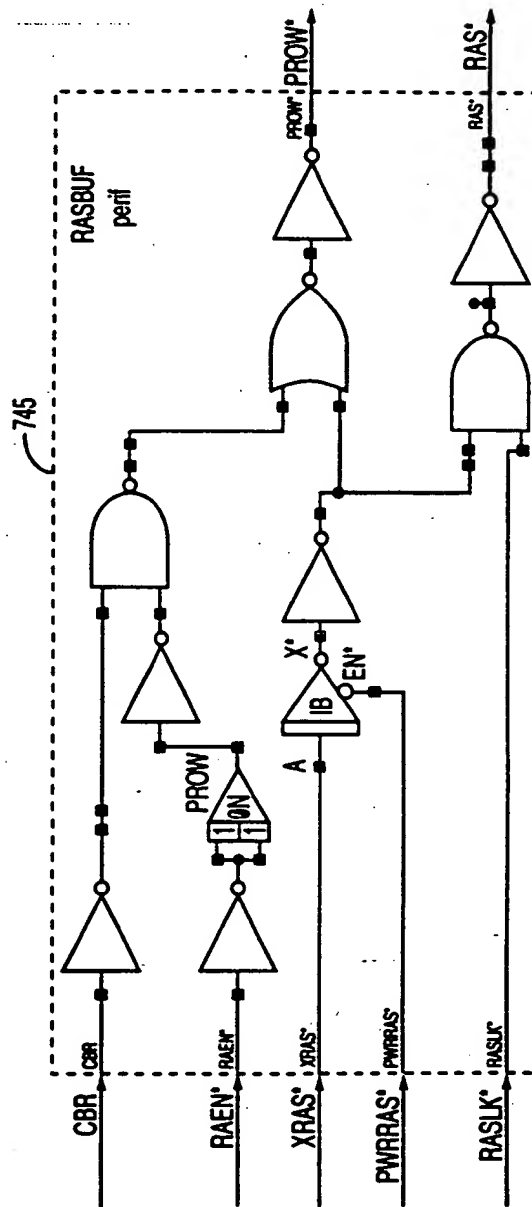 745
RASBUF
perif
CBR
CBR
RAEN*
RAEN*
PROW
1
1
0N
XRAS*
XRAS*
A
IB
X*
EN*
PWRRAS*
PWRRAS*
RASLK*
RASLK*
PROW*
PROW*
RAS*
RAS*